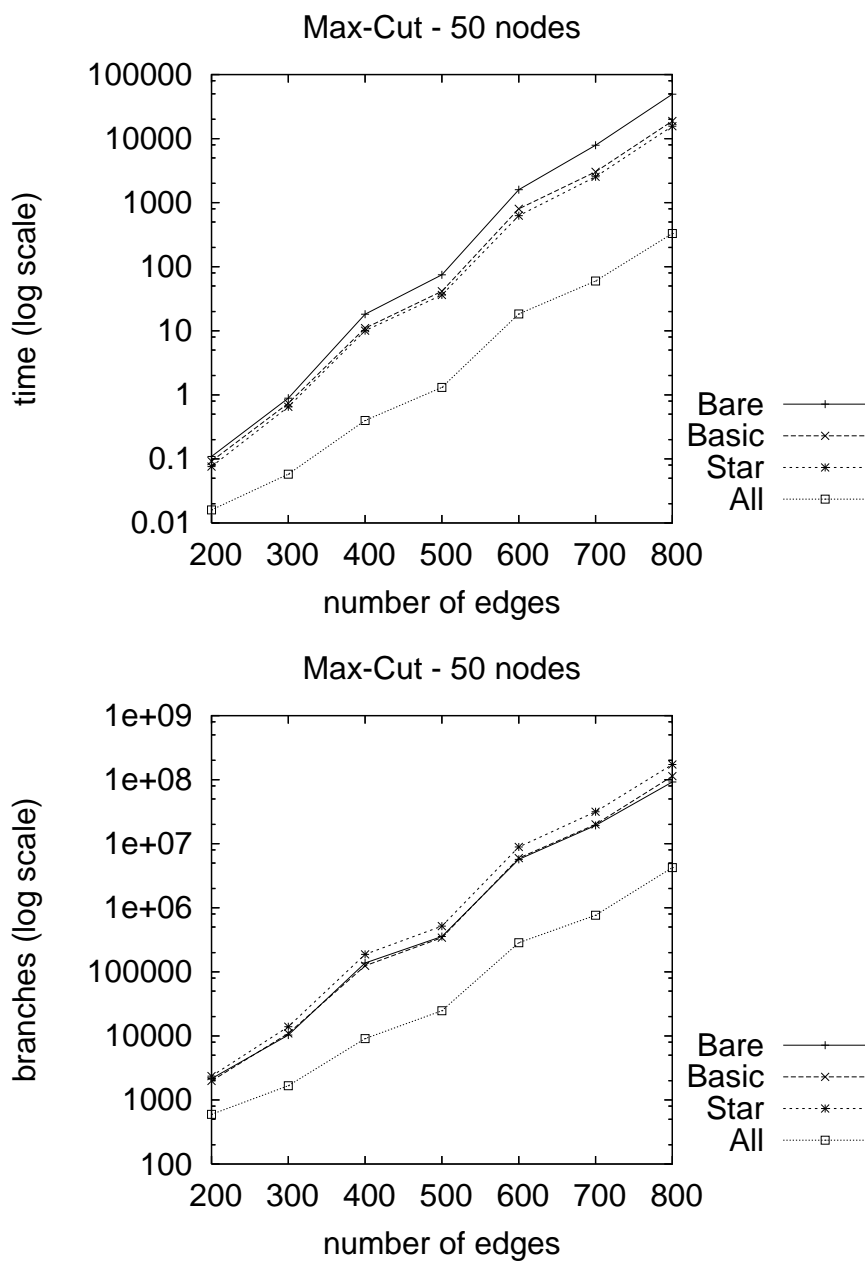 Max-Cut - 50 nodes
100000
10000
1000
100
10
1
0.1
0.01
time (log scale)
200 300 400 500 600 700 800
number of edges
Bare
Basic
Star
All
Max-Cut - 50 nodes
1e+09
1e+08
1e+07
1e+06
100000
10000
1000
100
branches (log scale)
200 300 400 500 600 700 800
number of edges
Bare
Basic
Star
All